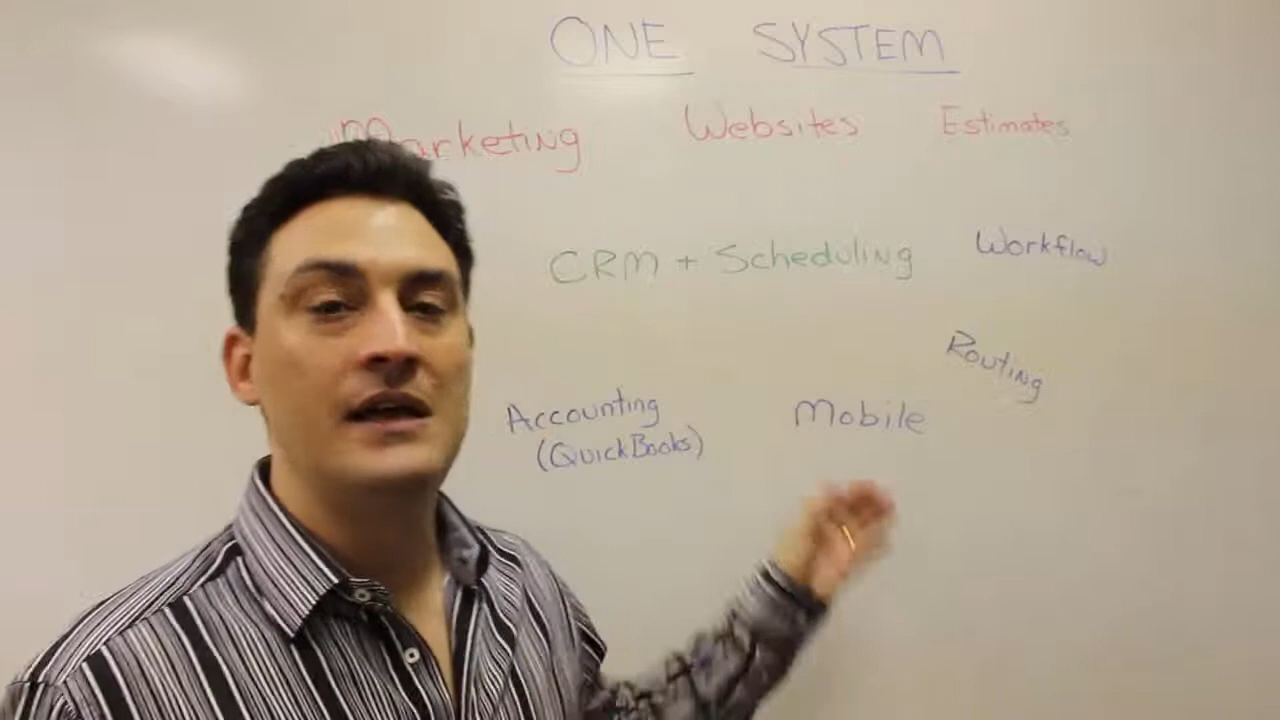 ONE SYSTEM
Marketing Websites Estimates
CRM + Scheduling Workflow
Routing
Accounting Mobile
(QuickBooks)